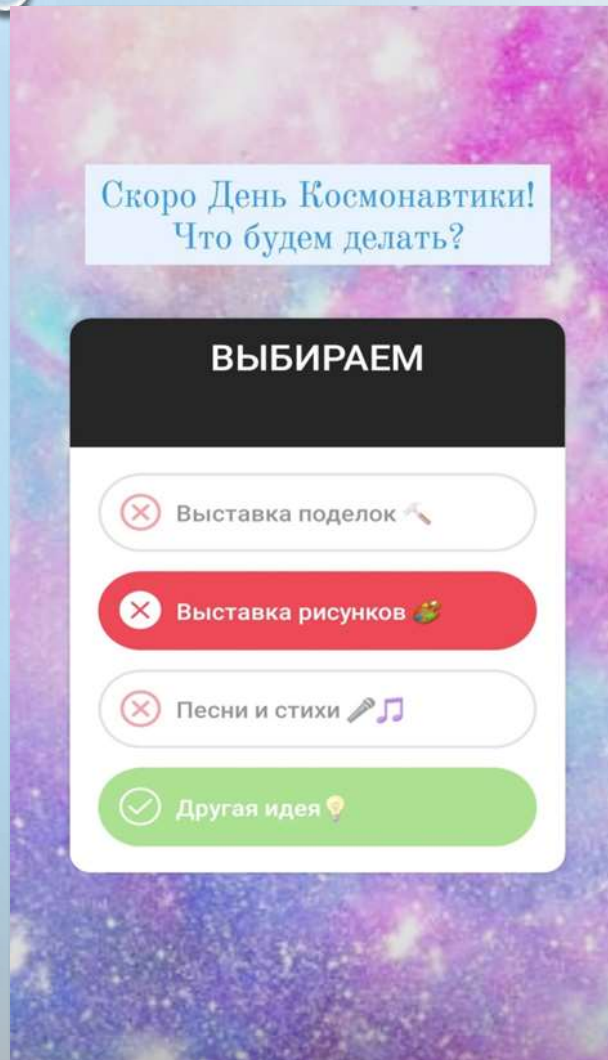 Скоро День Космонавтики!
Что будем делать?
ВЫБИРАЕМ
Выставка поделок 🔨
Выставка рисунков 🎨
Песни и стихи 🎤🎵
Другая идея💡